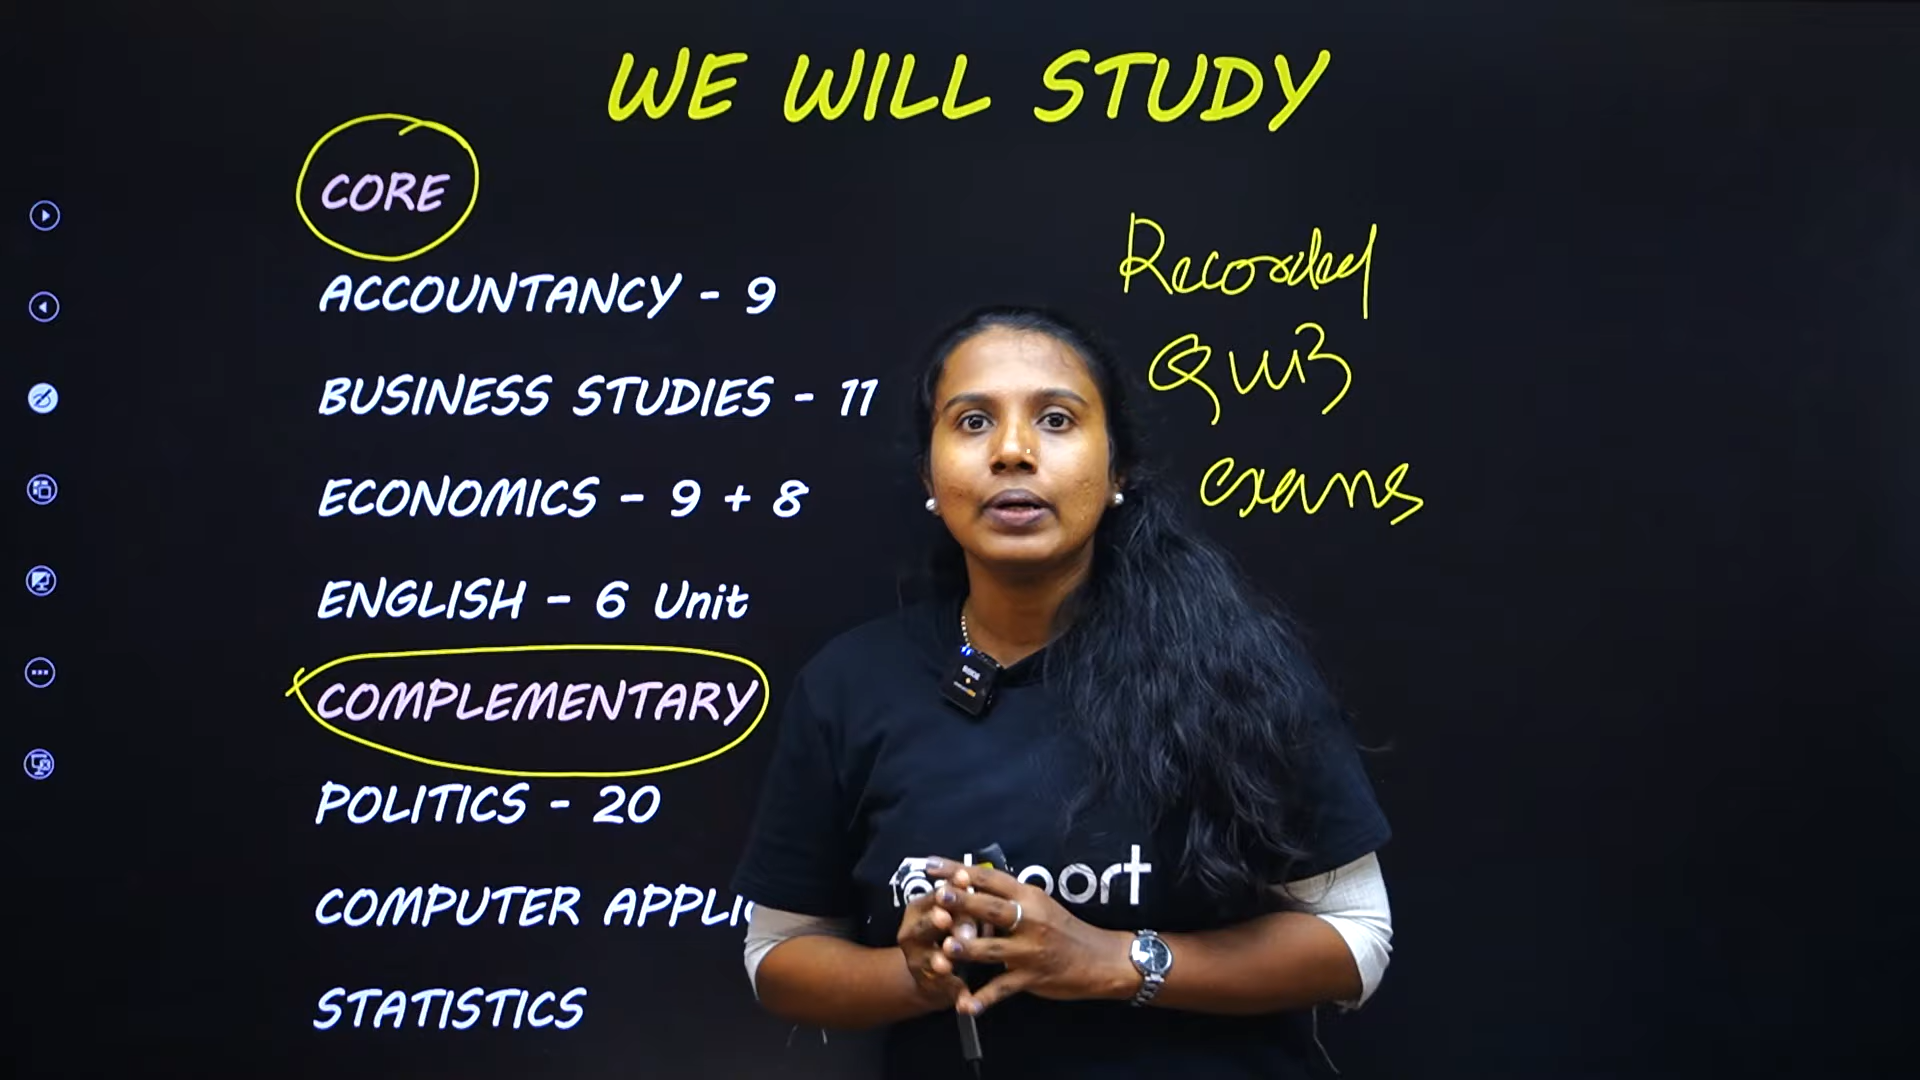 WE WILL STUDY
CORE
ACCOUNTANCY - 9
BUSINESS STUDIES - 11
ECONOMICS - 9 + 8
ENGLISH - 6 Unit
COMPLEMENTARY
POLITICS - 20
COMPUTER
STATISTICS
Recorded
Quiz
exams